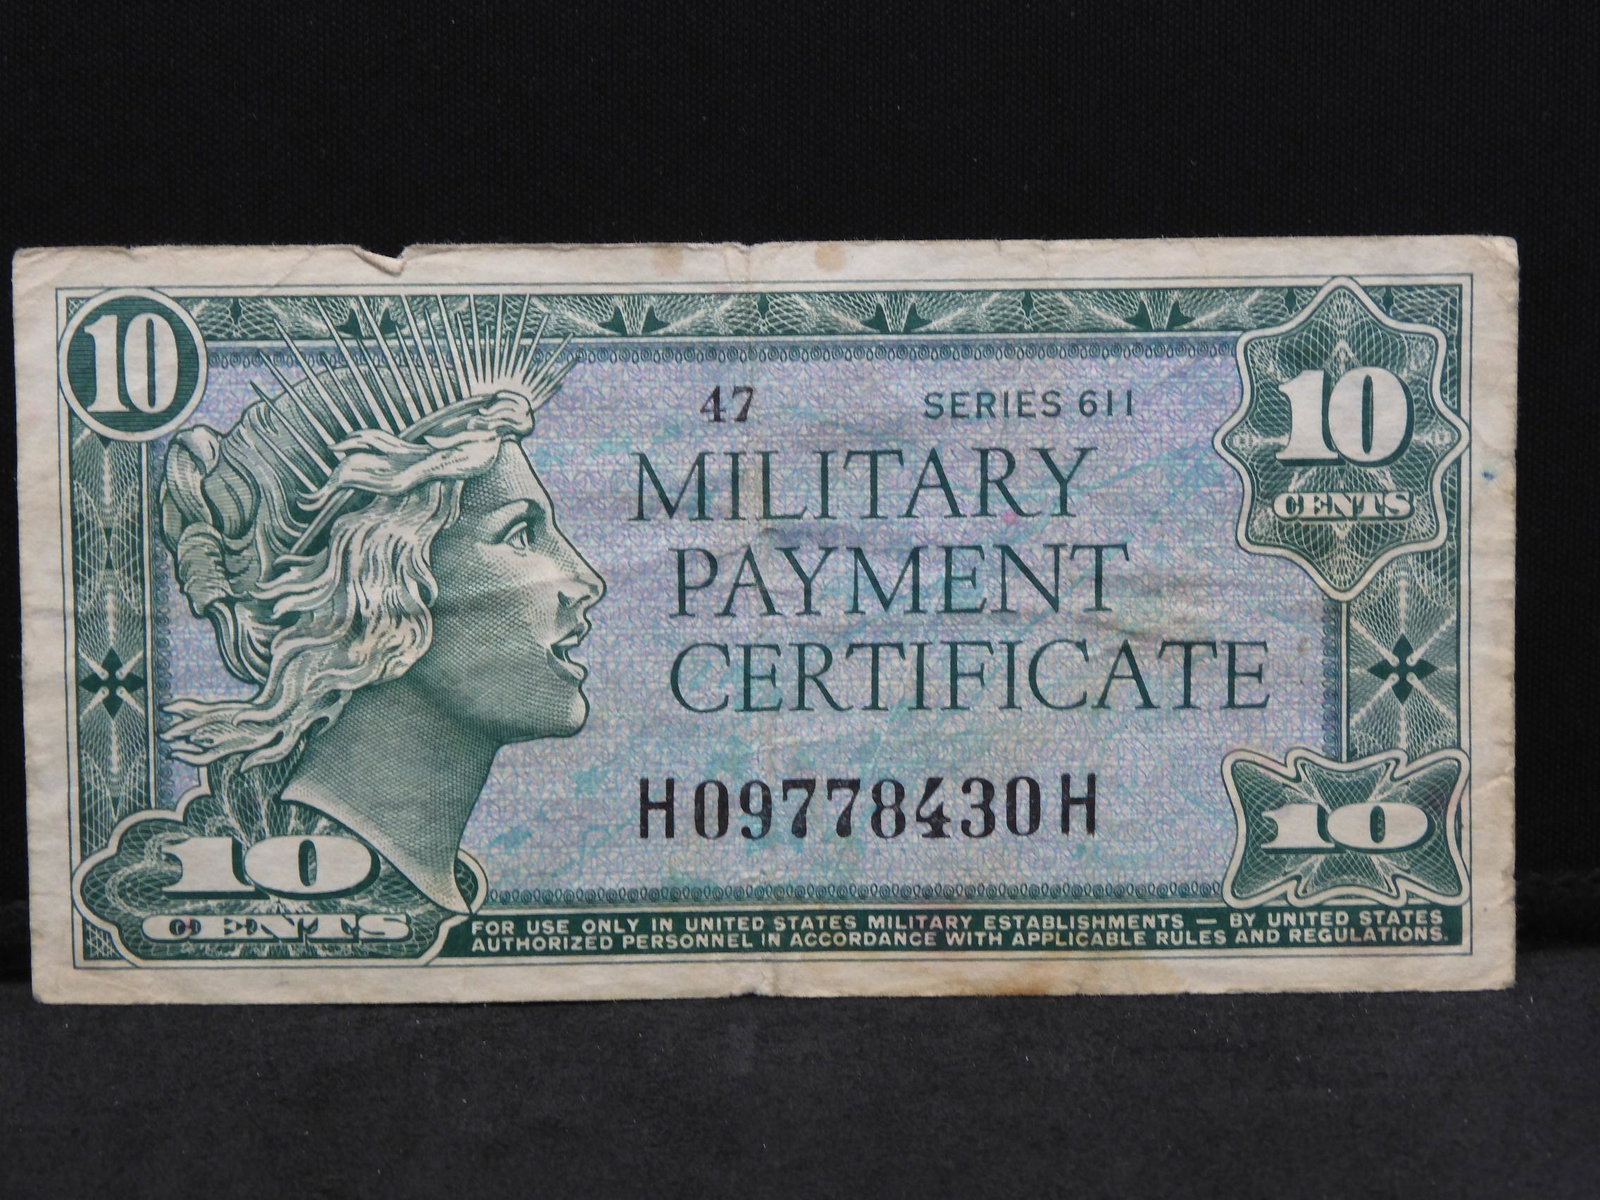 10
47 SERIES 611
10
CENTS
MILITARY
PAYMENT
CERTIFICATE
H09778430H
10
CENTS
10
FOR USE ONLY IN UNITED STATES MILITARY ESTABLISHMENTS — BY UNITED STATES
AUTHORIZED PERSONNEL IN ACCORDANCE WITH APPLICABLE RULES AND REGULATIONS.